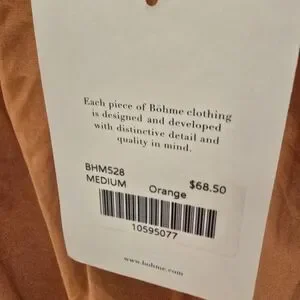 Each piece of Böhme clothing
is designed and developed
with distinctive detail and
quality in mind.
BHMS28
MEDIUM Orange $68.50
10595077
www.bohme.com